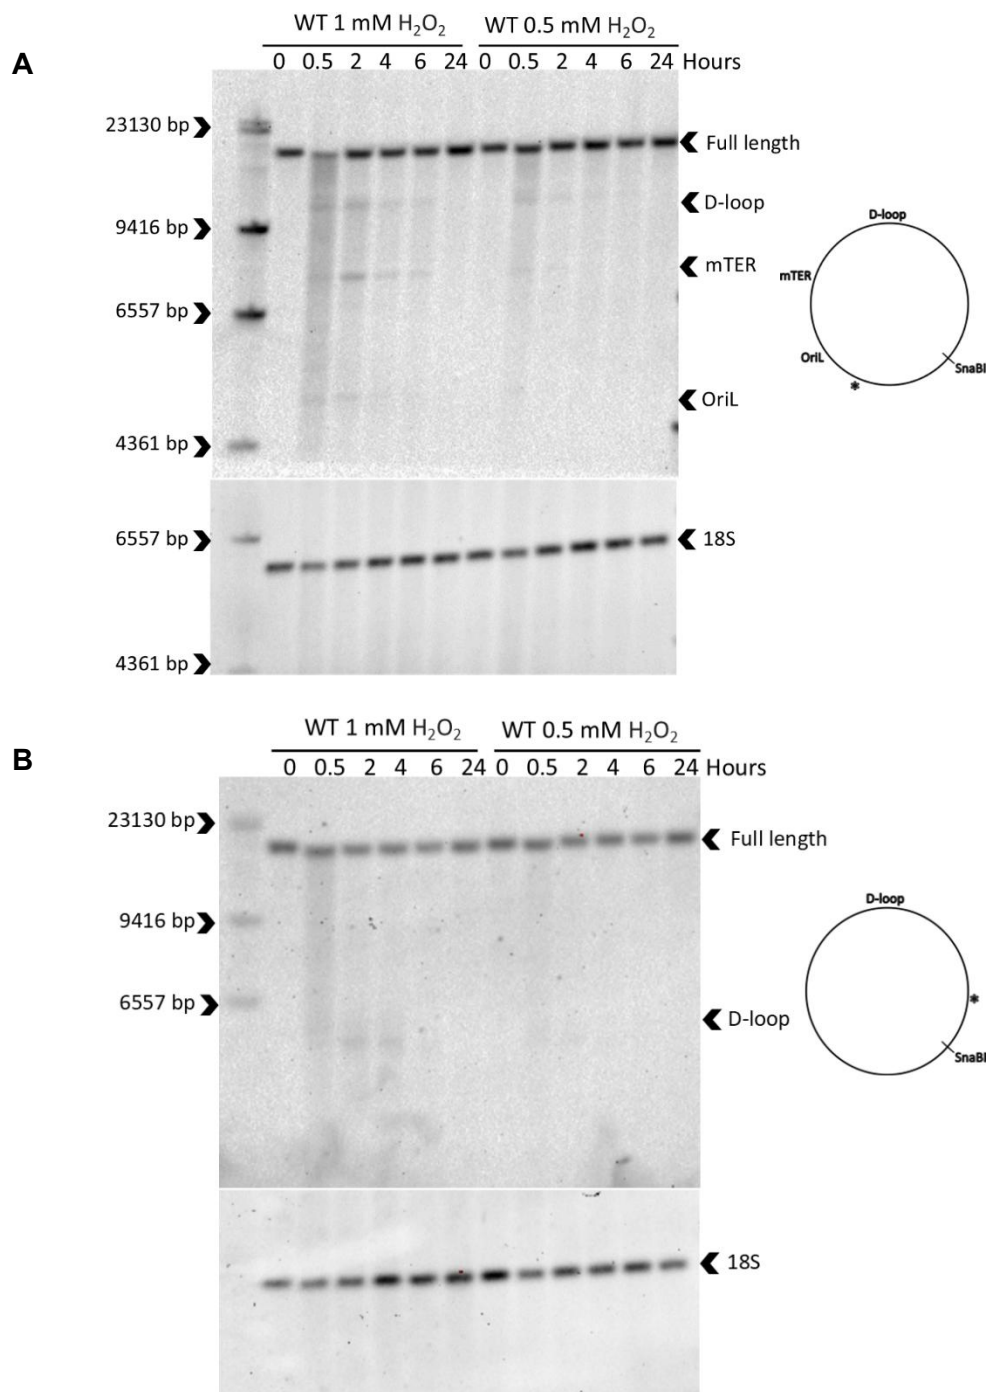 A
WT 1 mM H₂O₂ WT 0.5 mM H₂O₂
0 0.5 2 4 6 24 0 0.5 2 4 6 24 Hours
23130 bp
Full length
D-loop
9416 bp
mTER
6557 bp
OriL
4361 bp
D-loop
mTER
OriL
SnaBI
*
6557 bp
18S
4361 bp
B
WT 1 mM H₂O₂ WT 0.5 mM H₂O₂
0 0.5 2 4 6 24 0 0.5 2 4 6 24 Hours
23130 bp
Full length
9416 bp
6557 bp
D-loop
D-loop
*
SnaBI
18S